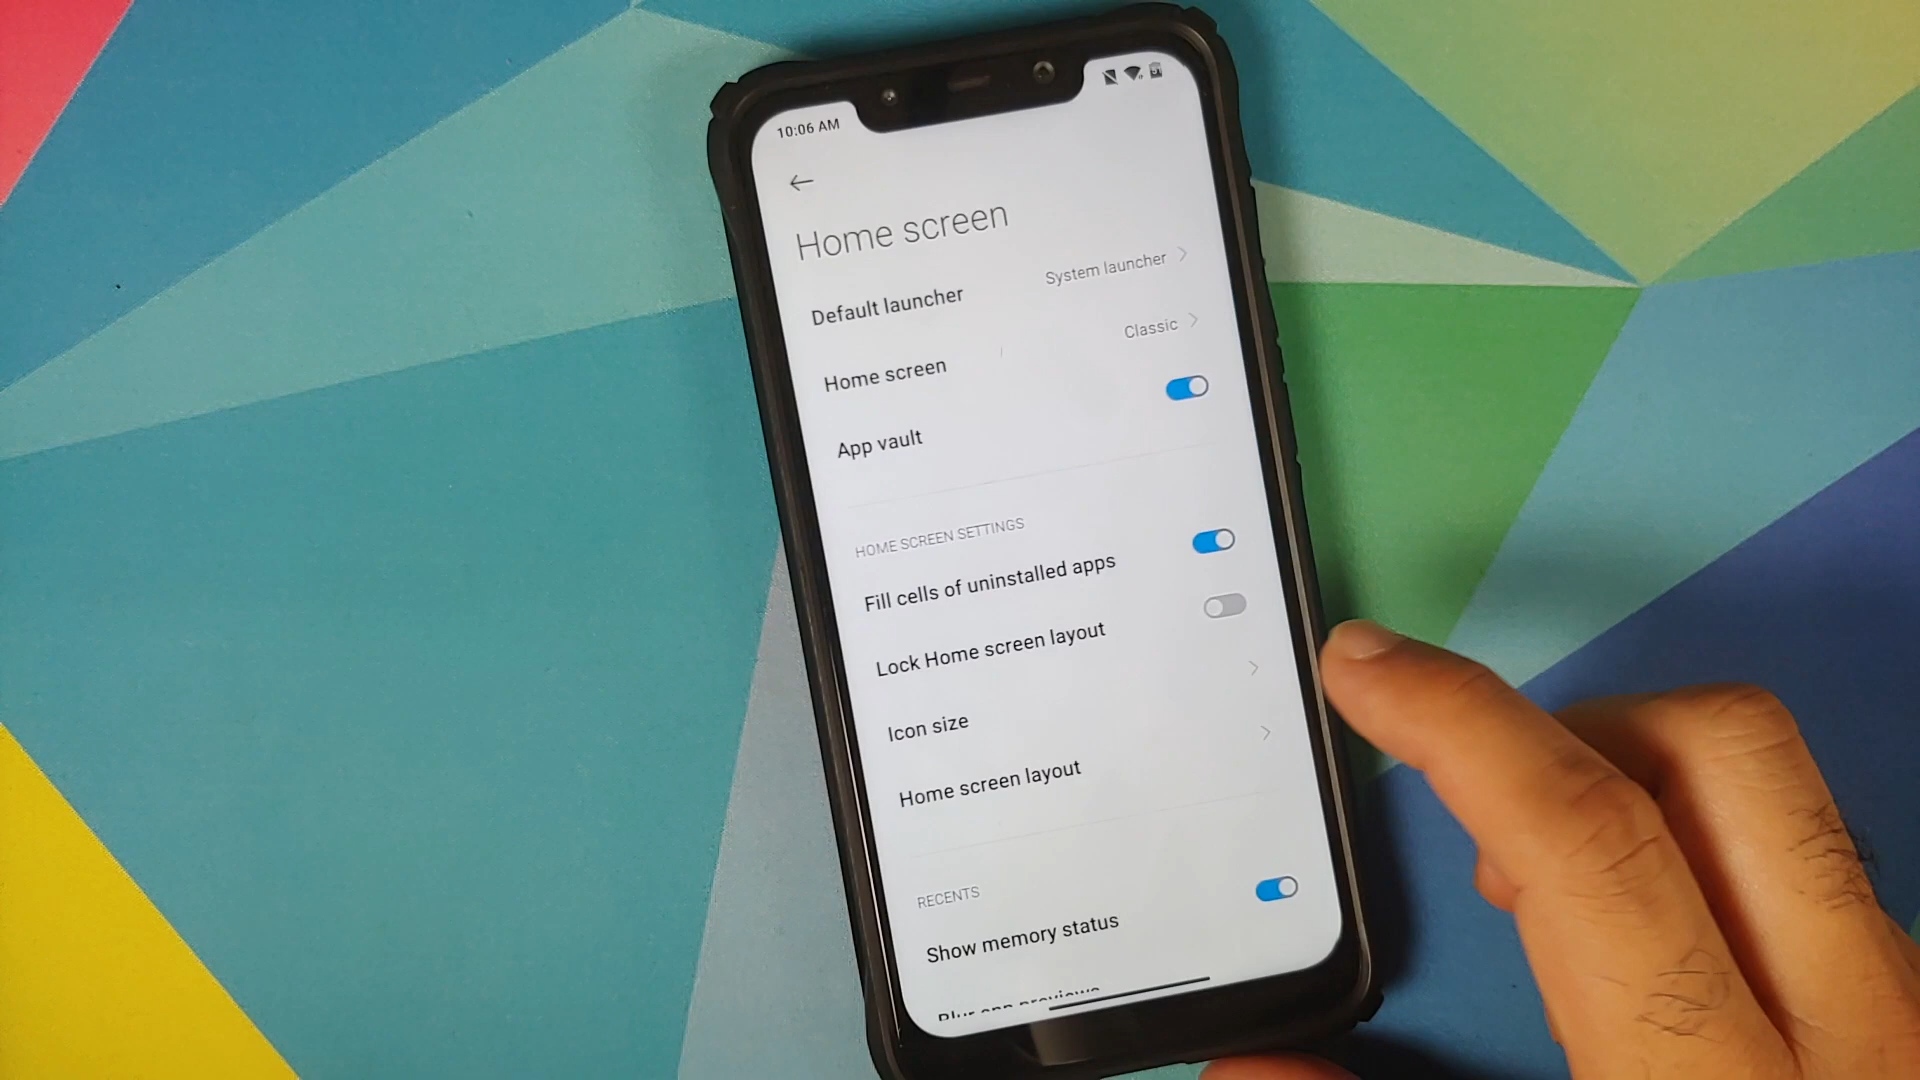 10:06 AM
Home screen
Default launcher
System launcher
Home screen
Classic
App vault
HOME SCREEN SETTINGS
Fill cells of uninstalled apps
Lock Home screen layout
Icon size
Home screen layout
RECENTS
Show memory status
Blur app previews